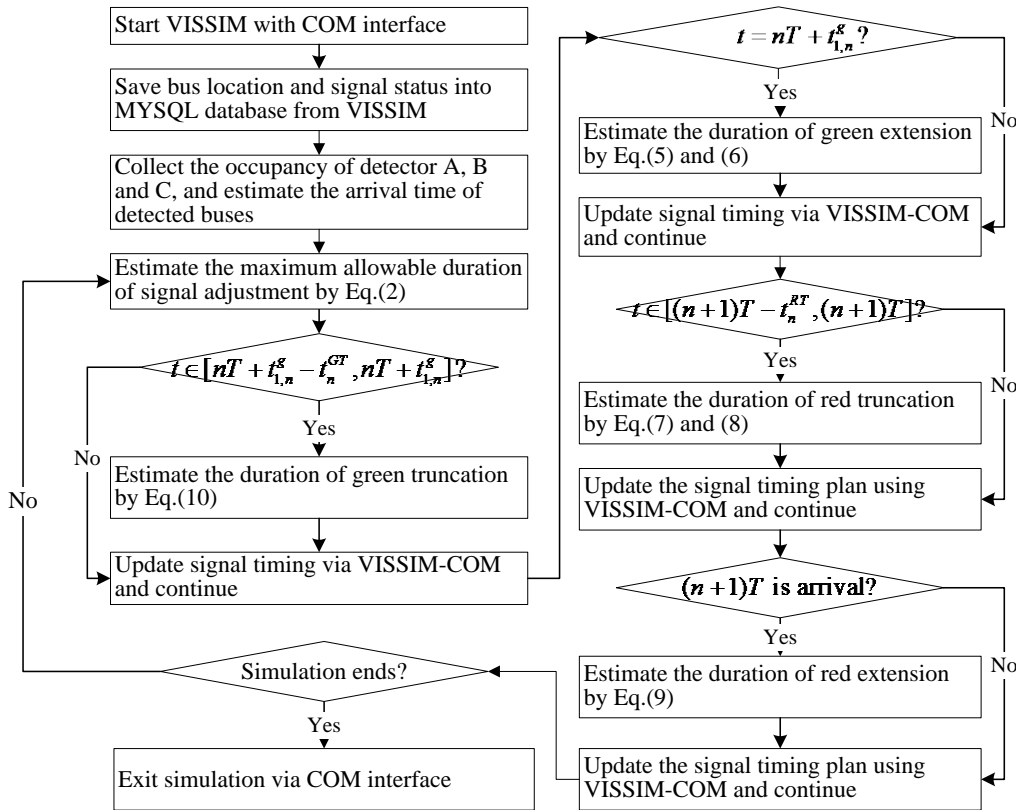 Start VISSIM with COM interface
Save bus location and signal status into
MYSQL database from VISSIM
Collect the occupancy of detector A, B
and C, and estimate the arrival time of
detected buses
Estimate the maximum allowable duration
of signal adjustment by Eq.(2)
t ∈ [nT + t_{1,n}^{g} − t_{n}^{GT}, nT + t_{1,n}^{g}]?
Yes
No
Estimate the duration of green truncation
by Eq.(10)
Update signal timing via VISSIM-COM
and continue
t = nT + t_{1,n}^{g}?
Yes
No
Estimate the duration of green extension
by Eq.(5) and (6)
Update signal timing via VISSIM-COM
and continue
t ∈ [(n+1)T − t_{n}^{RT}, (n+1)T]?
Yes
No
Estimate the duration of red truncation
by Eq.(7) and (8)
Update the signal timing plan using
VISSIM-COM and continue
(n+1)T is arrival?
Yes
No
Estimate the duration of red extension
by Eq.(9)
Update the signal timing plan using
VISSIM-COM and continue
Simulation ends?
No
Yes
Exit simulation via COM interface